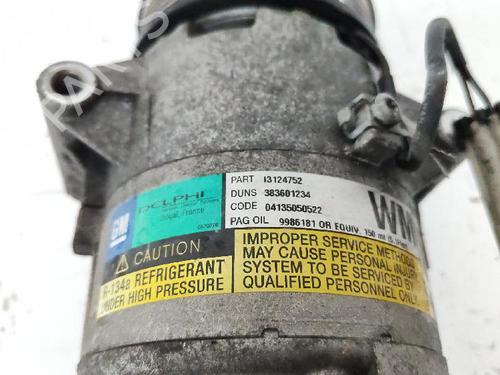 PART 13124752
DELPHI
DUNS 383601234
Douai, France
CODE 04135050522
WM
GM
PAG OIL 9986181 OR EQUIV. 150 ml
CAUTION
R-134a REFRIGERANT
UNDER HIGH PRESSURE
IMPROPER SERVICE METHODS
MAY CAUSE PERSONAL INJURY
SYSTEM TO BE SERVICED BY
QUALIFIED PERSONNEL ONLY.